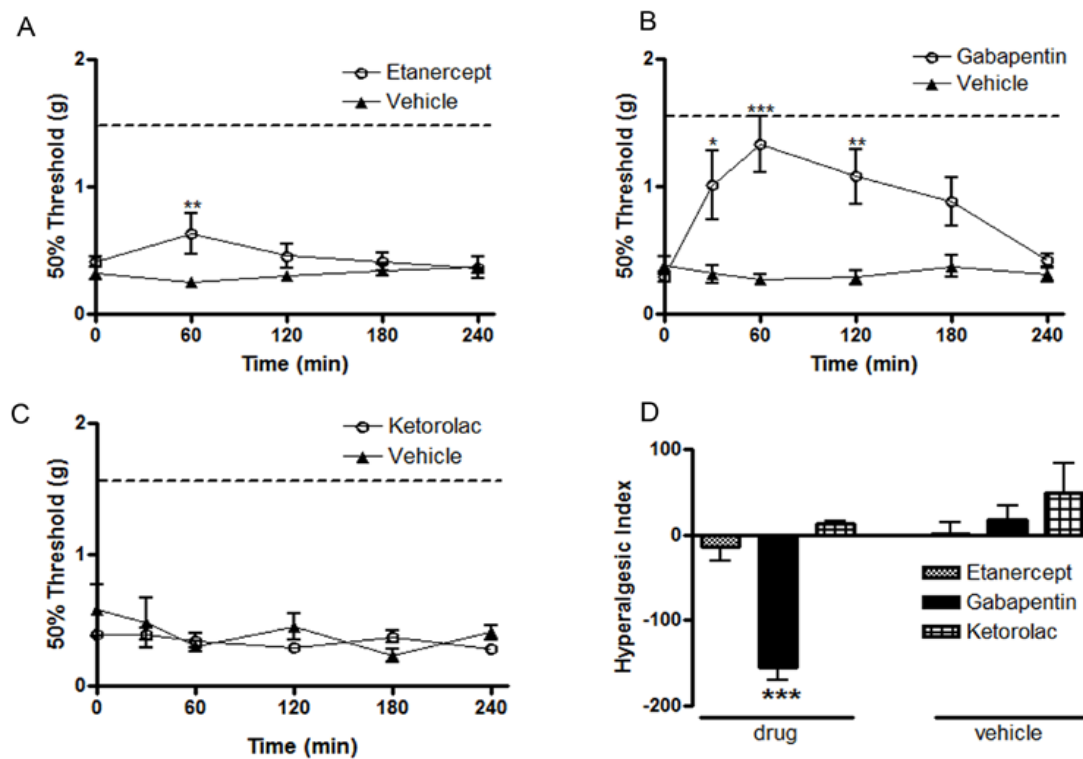 A
2
1
0
50% Threshold (g)
Etanercept
Vehicle
**
0 60 120 180 240
Time (min)
B
2
1
0
50% Threshold (g)
Gabapentin
Vehicle
* *** **
0 60 120 180 240
Time (min)
C
2
1
0
50% Threshold (g)
Ketorolac
Vehicle
0 60 120 180 240
Time (min)
D
100
0
-100
-200
Hyperalgesic Index
Etanercept
Gabapentin
Ketorolac
***
drug vehicle